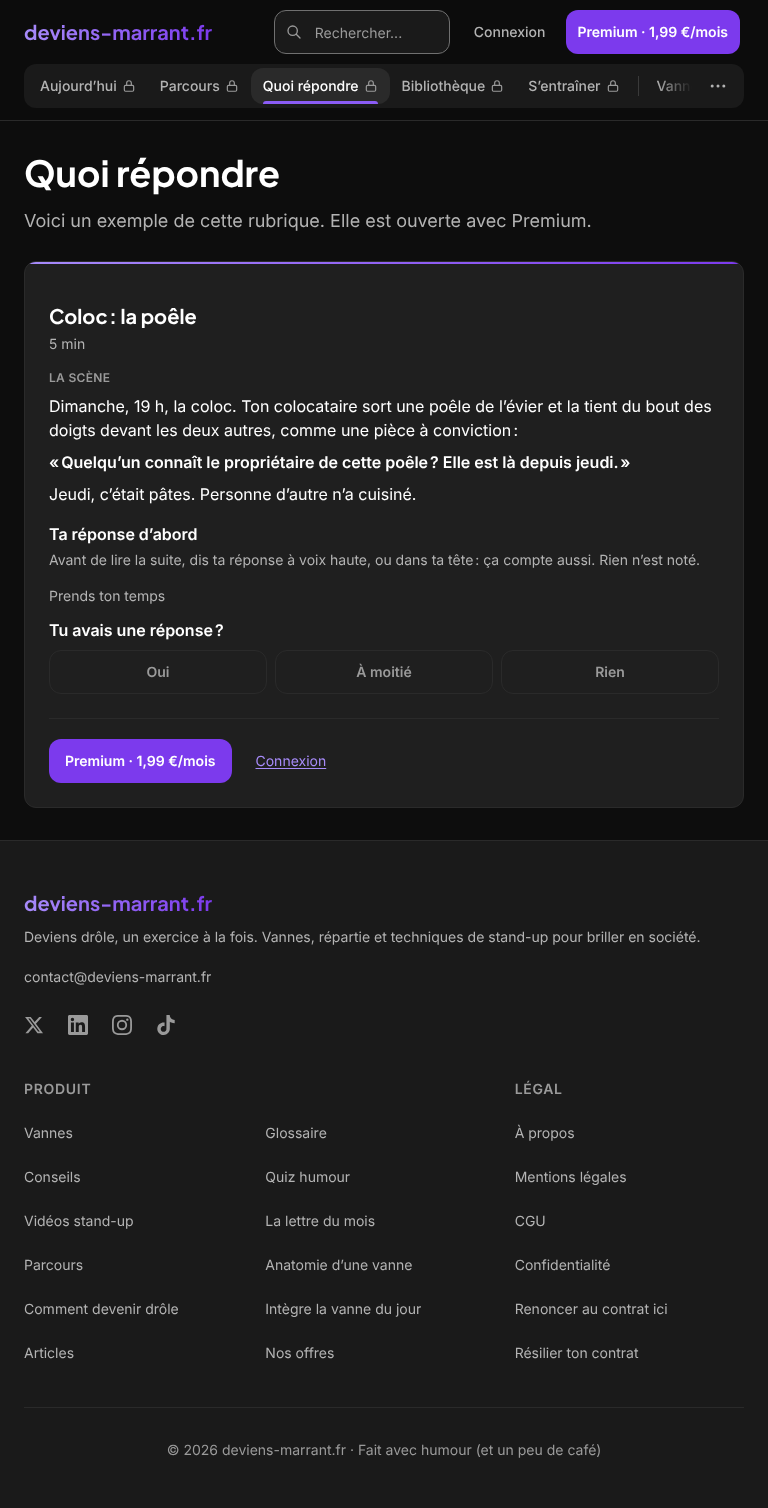 deviens-marrant.fr
Rechercher...
Connexion
Premium · 1,99 €/mois
Aujourd’hui
Parcours
Quoi répondre
Bibliothèque
S’entraîner
Quoi répondre
Voici un exemple de cette rubrique. Elle est ouverte avec Premium.
Coloc : la poêle
5 min
LA SCÈNE
Dimanche, 19 h, la coloc. Ton colocataire sort une poêle de l’évier et la tient du bout des
doigts devant les deux autres, comme une pièce à conviction :
« Quelqu’un connaît le propriétaire de cette poêle ? Elle est là depuis jeudi. »
Jeudi, c’était pâtes. Personne d’autre n’a cuisiné.
Ta réponse d’abord
Avant de lire la suite, dis ta réponse à voix haute, ou dans ta tête : ça compte aussi. Rien n’est noté.
Prends ton temps
Tu avais une réponse ?
Oui
À moitié
Rien
Premium · 1,99 €/mois
Connexion
deviens-marrant.fr
Deviens drôle, un exercice à la fois. Vannes, répartie et techniques de stand-up pour briller en société.
contact@deviens-marrant.fr
PRODUIT
Vannes
Conseils
Vidéos stand-up
Parcours
Comment devenir drôle
Articles
Glossaire
Quiz humour
La lettre du mois
Anatomie d’une vanne
Intègre la vanne du jour
Nos offres
LÉGAL
À propos
Mentions légales
CGU
Confidentialité
Renoncer au contrat ici
Résilier ton contrat
© 2026 deviens-marrant.fr · Fait avec humour (et un peu de café)